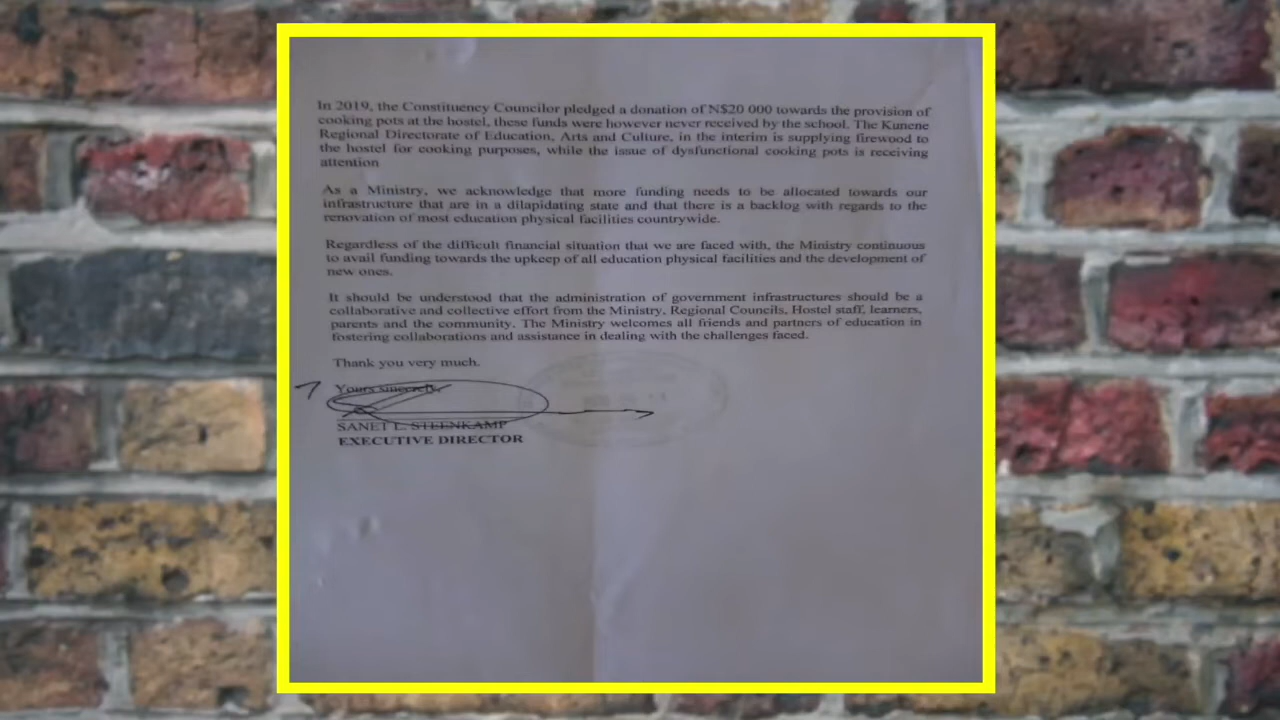 In 2019, the Constituency Councilor pledged a donation of N$20 000 towards the provision of
cooking pots at the hostel, these funds were however never received by the school. The Kunene
Regional Directorate of Education, Arts and Culture, in the interim is supplying firewood to
the hostel for cooking purposes, while the issue of dysfunctional cooking pots is receiving
attention
As a Ministry, we acknowledge that more funding needs to be allocated towards our
infrastructure that are in a dilapidating state and that there is a backlog with regards to the
renovation of most education physical facilities countrywide.
Regardless of the difficult financial situation that we are faced with, the Ministry continuous
to avail funding towards the upkeep of all education physical facilities and the development of
new ones.
It should be understood that the administration of government infrastructures should be a
collaborative and collective effort from the Ministry, Regional Councils, Hostel staff, learners,
parents and the community. The Ministry welcomes all friends and partners of education in
fostering collaborations and assistance in dealing with the challenges faced.
Thank you very much.
Yours sincerely,
SANET L. STEENKAMP
EXECUTIVE DIRECTOR